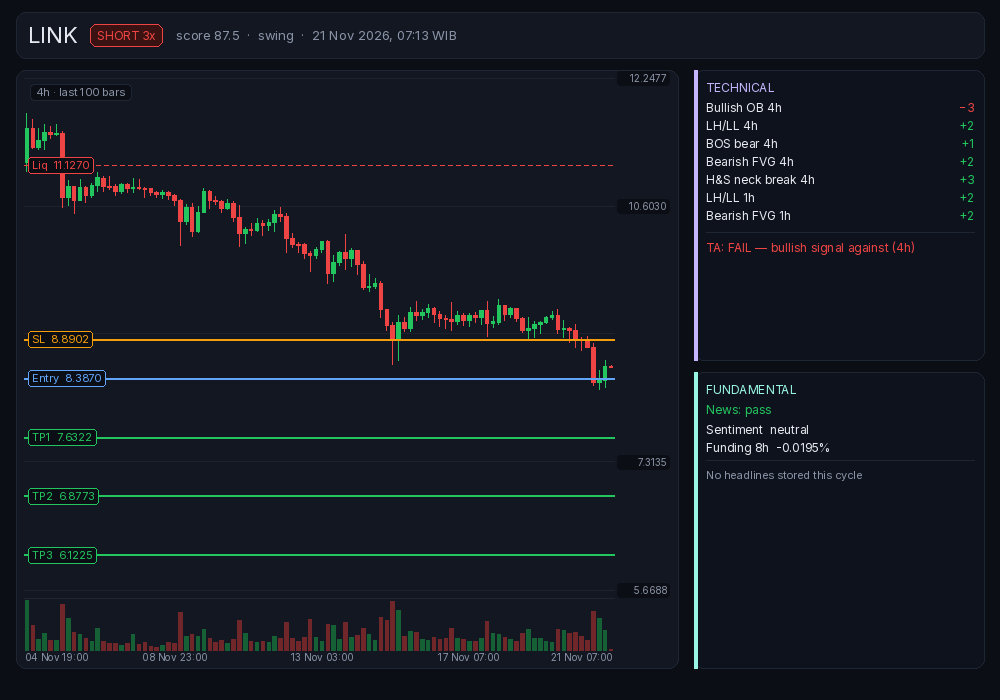 LINK SHORT 3x score 87.5 · swing · 21 Nov 2026, 07:13 WIB
4h · last 100 bars
12.2477
Liq 11.1270
10.6030
SL 8.8902
Entry 8.3870
TP1 7.6322
7.3135
TP2 6.8773
TP3 6.1225
5.6688
04 Nov 19:00 08 Nov 23:00 13 Nov 03:00 17 Nov 07:00 21 Nov 07:00
TECHNICAL
Bullish OB 4h −3
LH/LL 4h +2
BOS bear 4h +1
Bearish FVG 4h +2
H&S neck break 4h +3
LH/LL 1h +2
Bearish FVG 1h +2
TA: FAIL — bullish signal against (4h)
FUNDAMENTAL
News: pass
Sentiment neutral
Funding 8h -0.0195%
No headlines stored this cycle